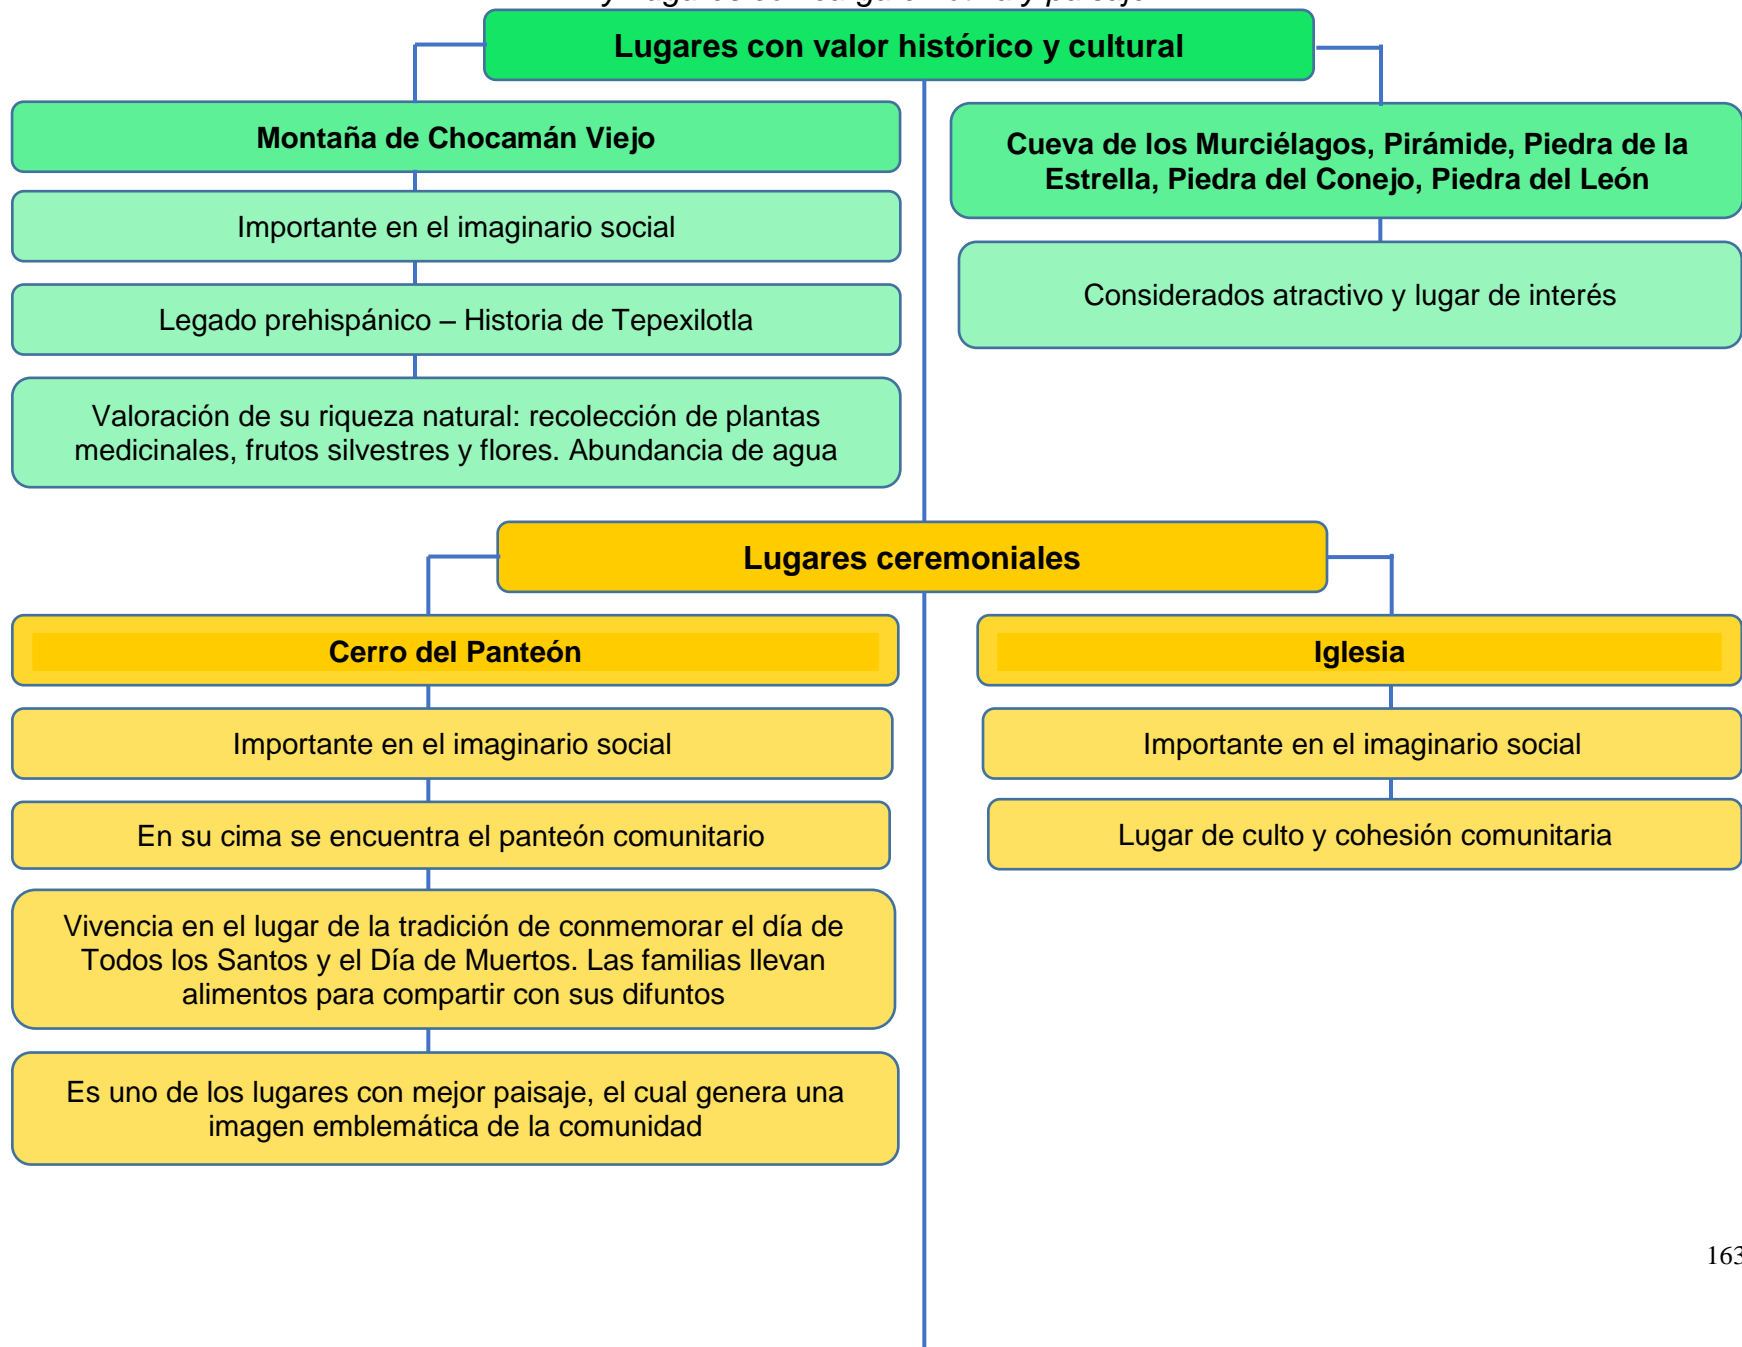 y lugares con carga emotiva y paisaje
Lugares con valor histórico y cultural
Montaña de Chocamán Viejo
Importante en el imaginario social
Legado prehispánico – Historia de Tepexilotla
Valoración de su riqueza natural: recolección de plantas
medicinales, frutos silvestres y flores. Abundancia de agua
Cueva de los Murciélagos, Pirámide, Piedra de la
Estrella, Piedra del Conejo, Piedra del León
Considerados atractivo y lugar de interés
Lugares ceremoniales
Cerro del Panteón
Importante en el imaginario social
En su cima se encuentra el panteón comunitario
Vivencia en el lugar de la tradición de conmemorar el día de
Todos los Santos y el Día de Muertos. Las familias llevan
alimentos para compartir con sus difuntos
Es uno de los lugares con mejor paisaje, el cual genera una
imagen emblemática de la comunidad
Iglesia
Importante en el imaginario social
Lugar de culto y cohesión comunitaria
163